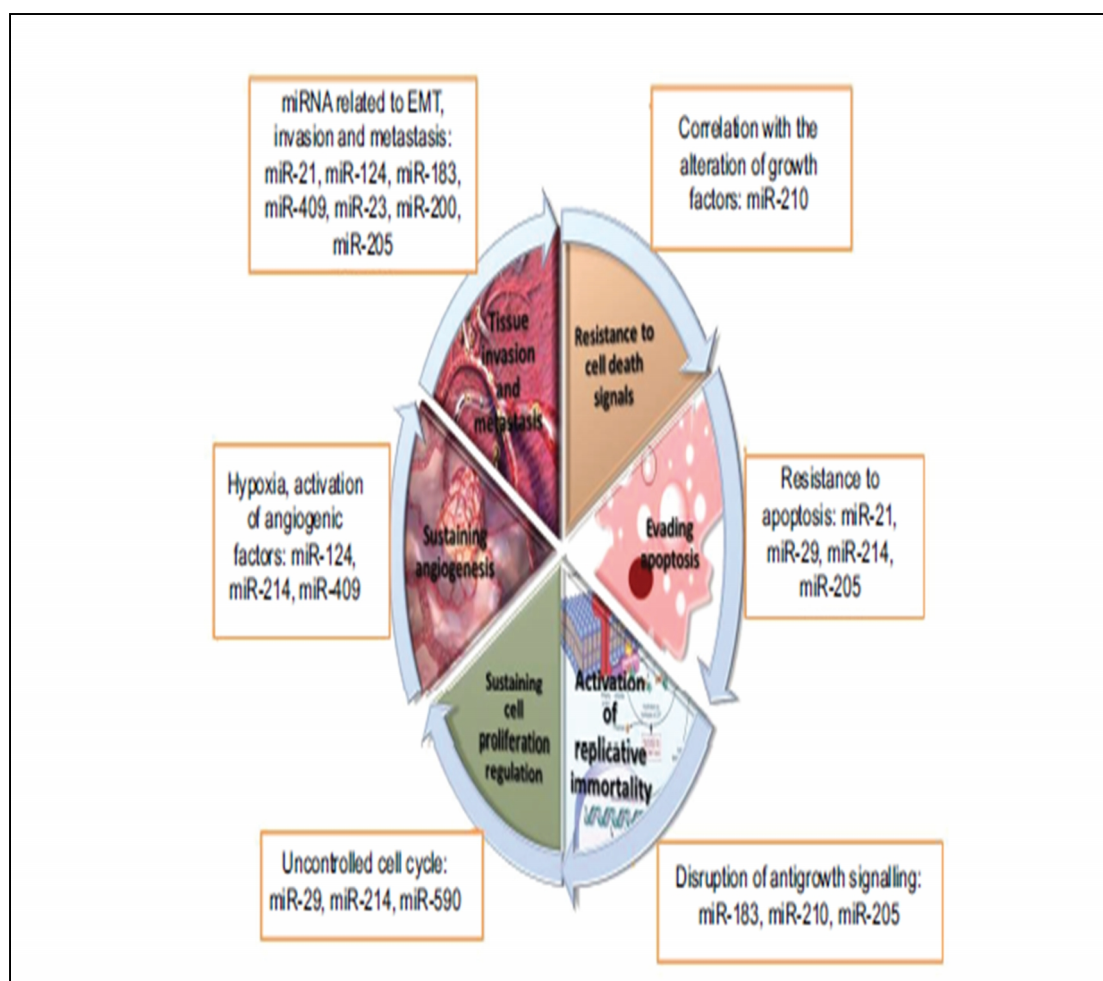 miRNA related to EMT,
invasion and metastasis:
miR-21, miR-124, miR-183,
miR-409, miR-23, miR-200,
miR-205
Correlation with the
alteration of growth
factors: miR-210
Tissue
invasion
and
metastasis
Resistance to
cell death
signals
Hypoxia, activation
of angiogenic
factors: miR-124,
miR-214, miR-409
Sustaining
angiogenesis
Evading
apoptosis
Resistance to
apoptosis: miR-21,
miR-29, miR-214,
miR-205
Sustaining
cell
proliferation
regulation
Activation
of
replicative
immortality
Uncontrolled cell cycle:
miR-29, miR-214, miR-590
Disruption of antigrowth signalling:
miR-183, miR-210, miR-205